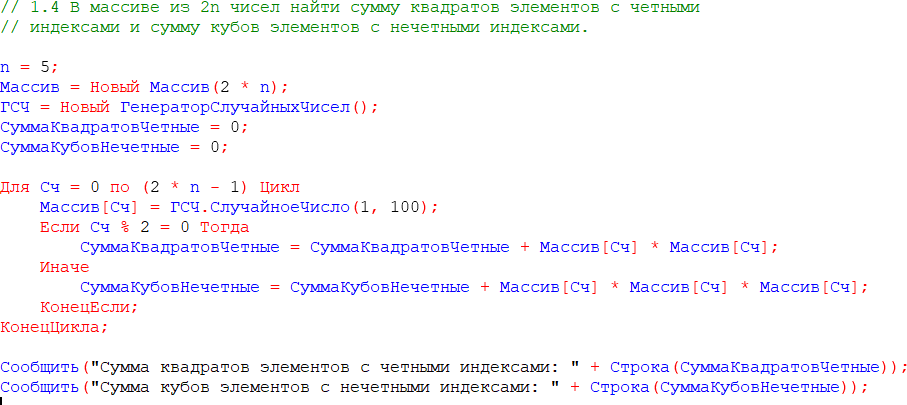 // 1.4 В массиве из 2n чисел найти сумму квадратов элементов с четными
// индексами и сумму кубов элементов с нечетными индексами.
n = 5;
Массив = Новый Массив(2 * n);
ГСЧ = Новый ГенераторСлучайныхЧисел();
СуммаКвадратовЧетные = 0;
СуммаКубовНечетные = 0;
Для Сч = 0 по (2 * n - 1) Цикл
Массив[Сч] = ГСЧ.СлучайноеЧисло(1, 100);
Если Сч % 2 = 0 Тогда
СуммаКвадратовЧетные = СуммаКвадратовЧетные + Массив[Сч] * Массив[Сч];
Иначе
СуммаКубовНечетные = СуммаКубовНечетные + Массив[Сч] * Массив[Сч] * Массив[Сч];
КонецЕсли;
КонецЦикла;
Сообщить("Сумма квадратов элементов с четными индексами: " + Строка(СуммаКвадратовЧетные));
Сообщить("Сумма кубов элементов с нечетными индексами: " + Строка(СуммаКубовНечетные));